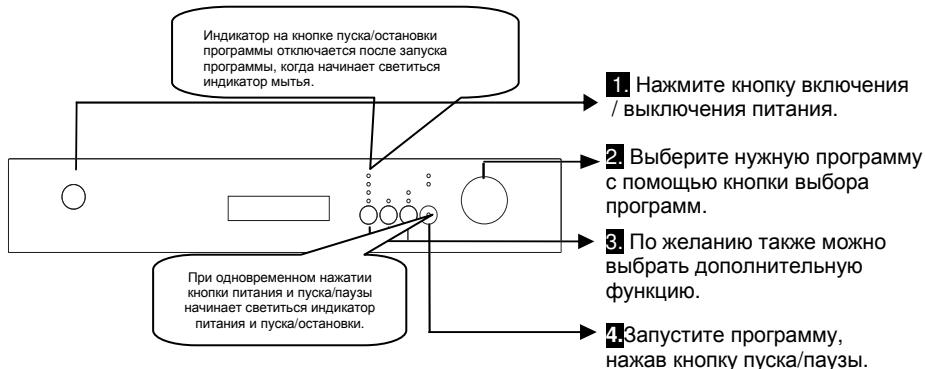 Индикатор на кнопке пуска/остановки
программы отключается после запуска
программы, когда начинает светиться
индикатор мытья.
1. Нажмите кнопку включения
/ выключения питания.
2. Выберите нужную программу
с помощью кнопки выбора
программ.
3. По желанию также можно
выбрать дополнительную
функцию.
При одновременном нажатии
кнопки питания и пуска/паузы
начинает светиться индикатор
питания и пуска/остановки.
4.Запустите программу,
нажав кнопку пуска/паузы.